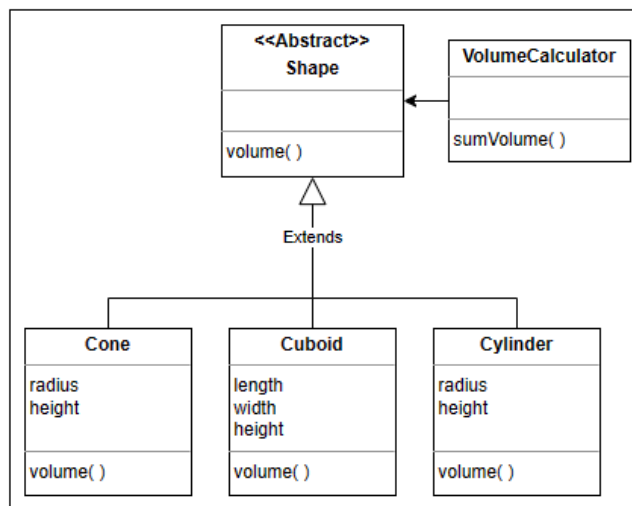 <<Abstract>>
Shape
volume( )
VolumeCalculator
sumVolume( )
Extends
Cone
radius
height
volume( )
Cuboid
length
width
height
volume( )
Cylinder
radius
height
volume( )